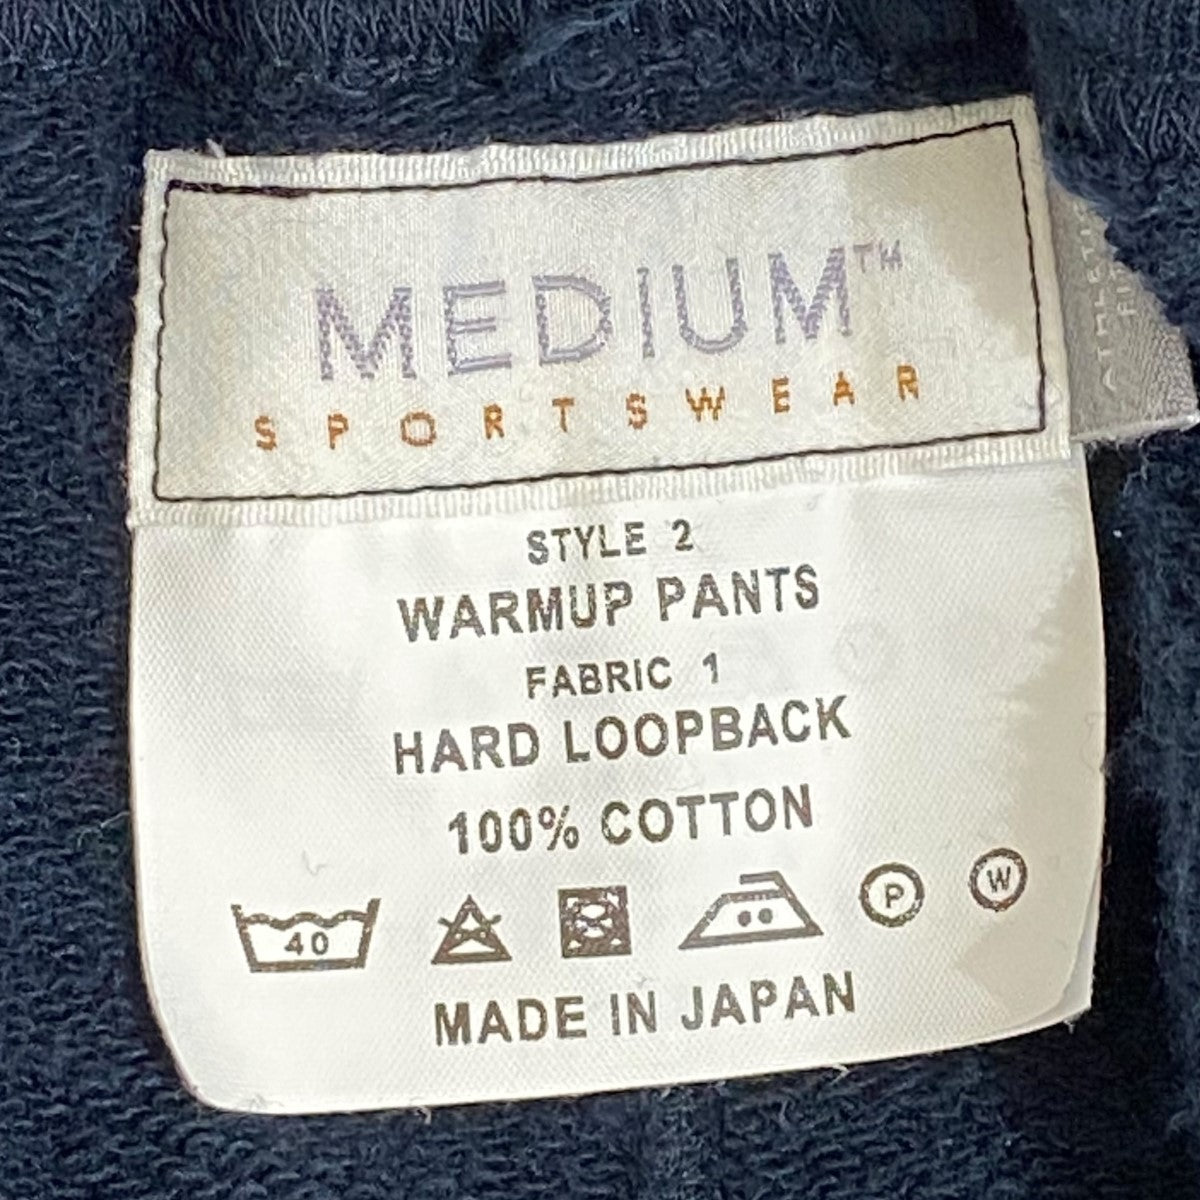 MEDIUM™
SPORTSWEAR
STYLE 2
WARMUP PANTS
FABRIC 1
HARD LOOPBACK
100% COTTON
40
P
W
MADE IN JAPAN